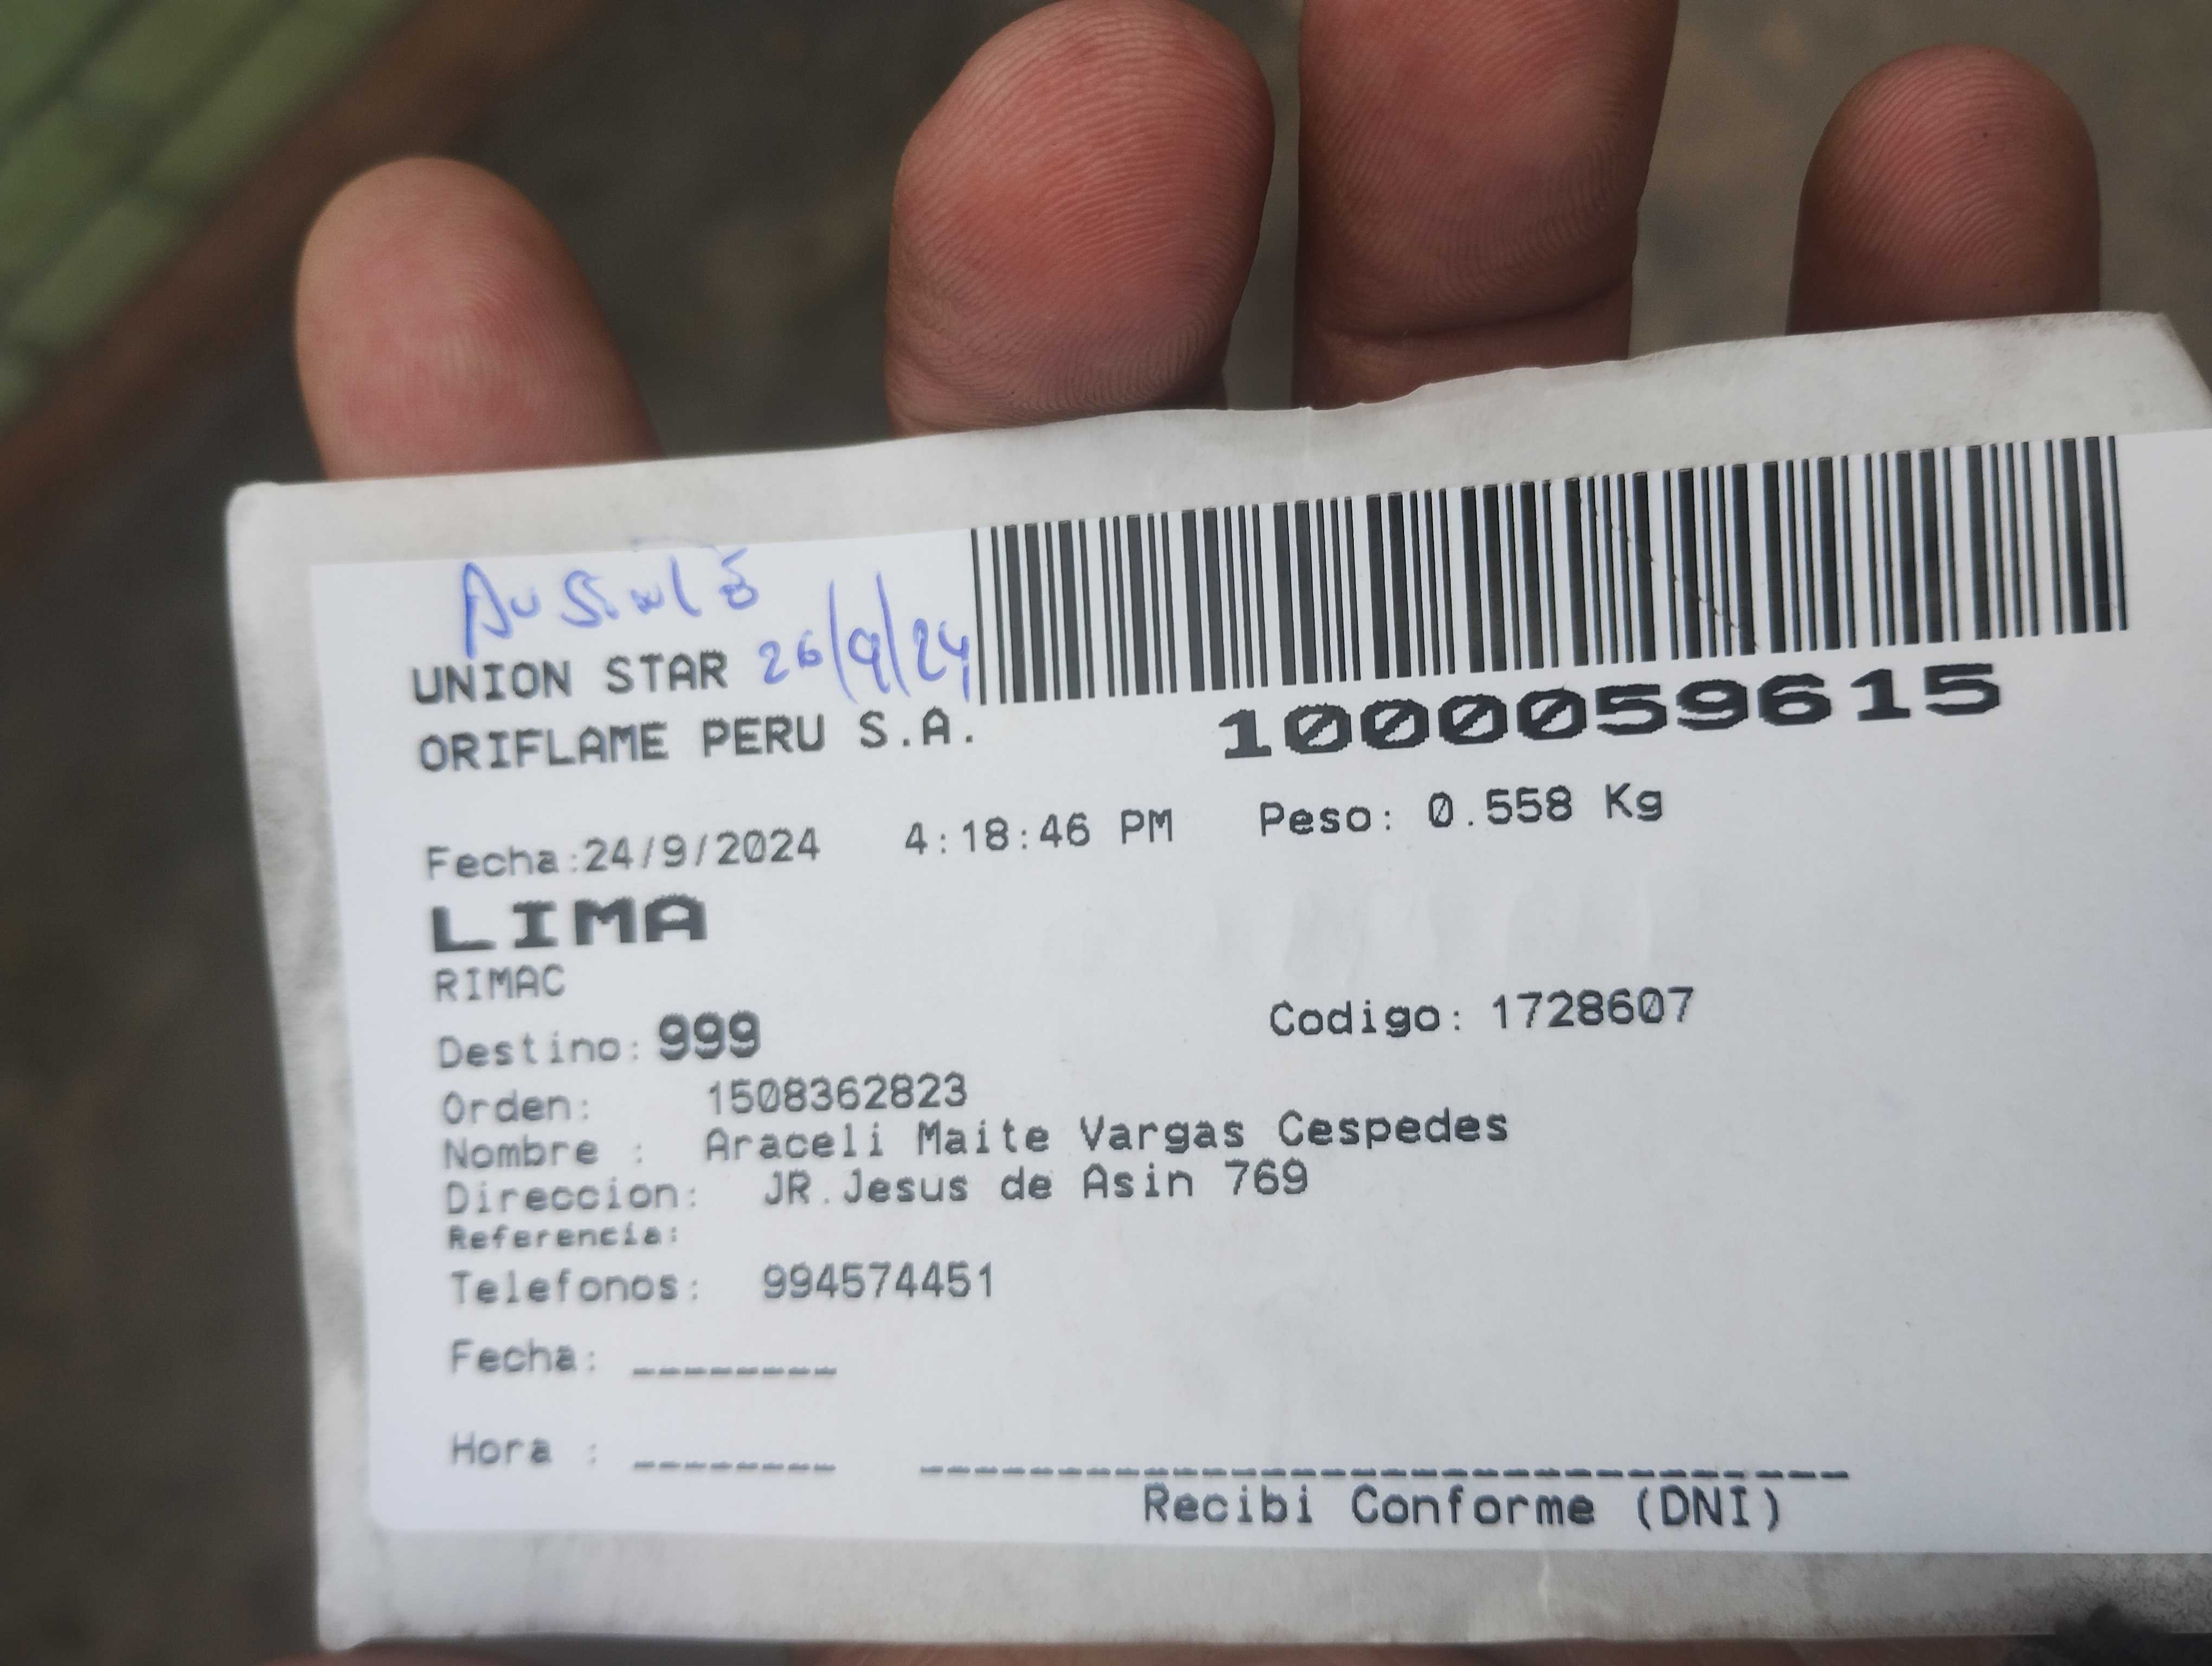 Ausente
UNION STAR 26/9/24
ORIFLAME PERU S.A.
1000059615
Fecha:24/9/2024 4:18:46 PM Peso: 0.558 Kg
LIMA
RIMAC
Destino: 999 Codigo: 1728607
Orden: 1508362823
Nombre : Araceli Maite Vargas Cespedes
Direccion: JR.Jesus de Asin 769
Referencia:
Telefonos: 994574451
Fecha: ________
Hora : ________
Recibi Conforme (DNI)